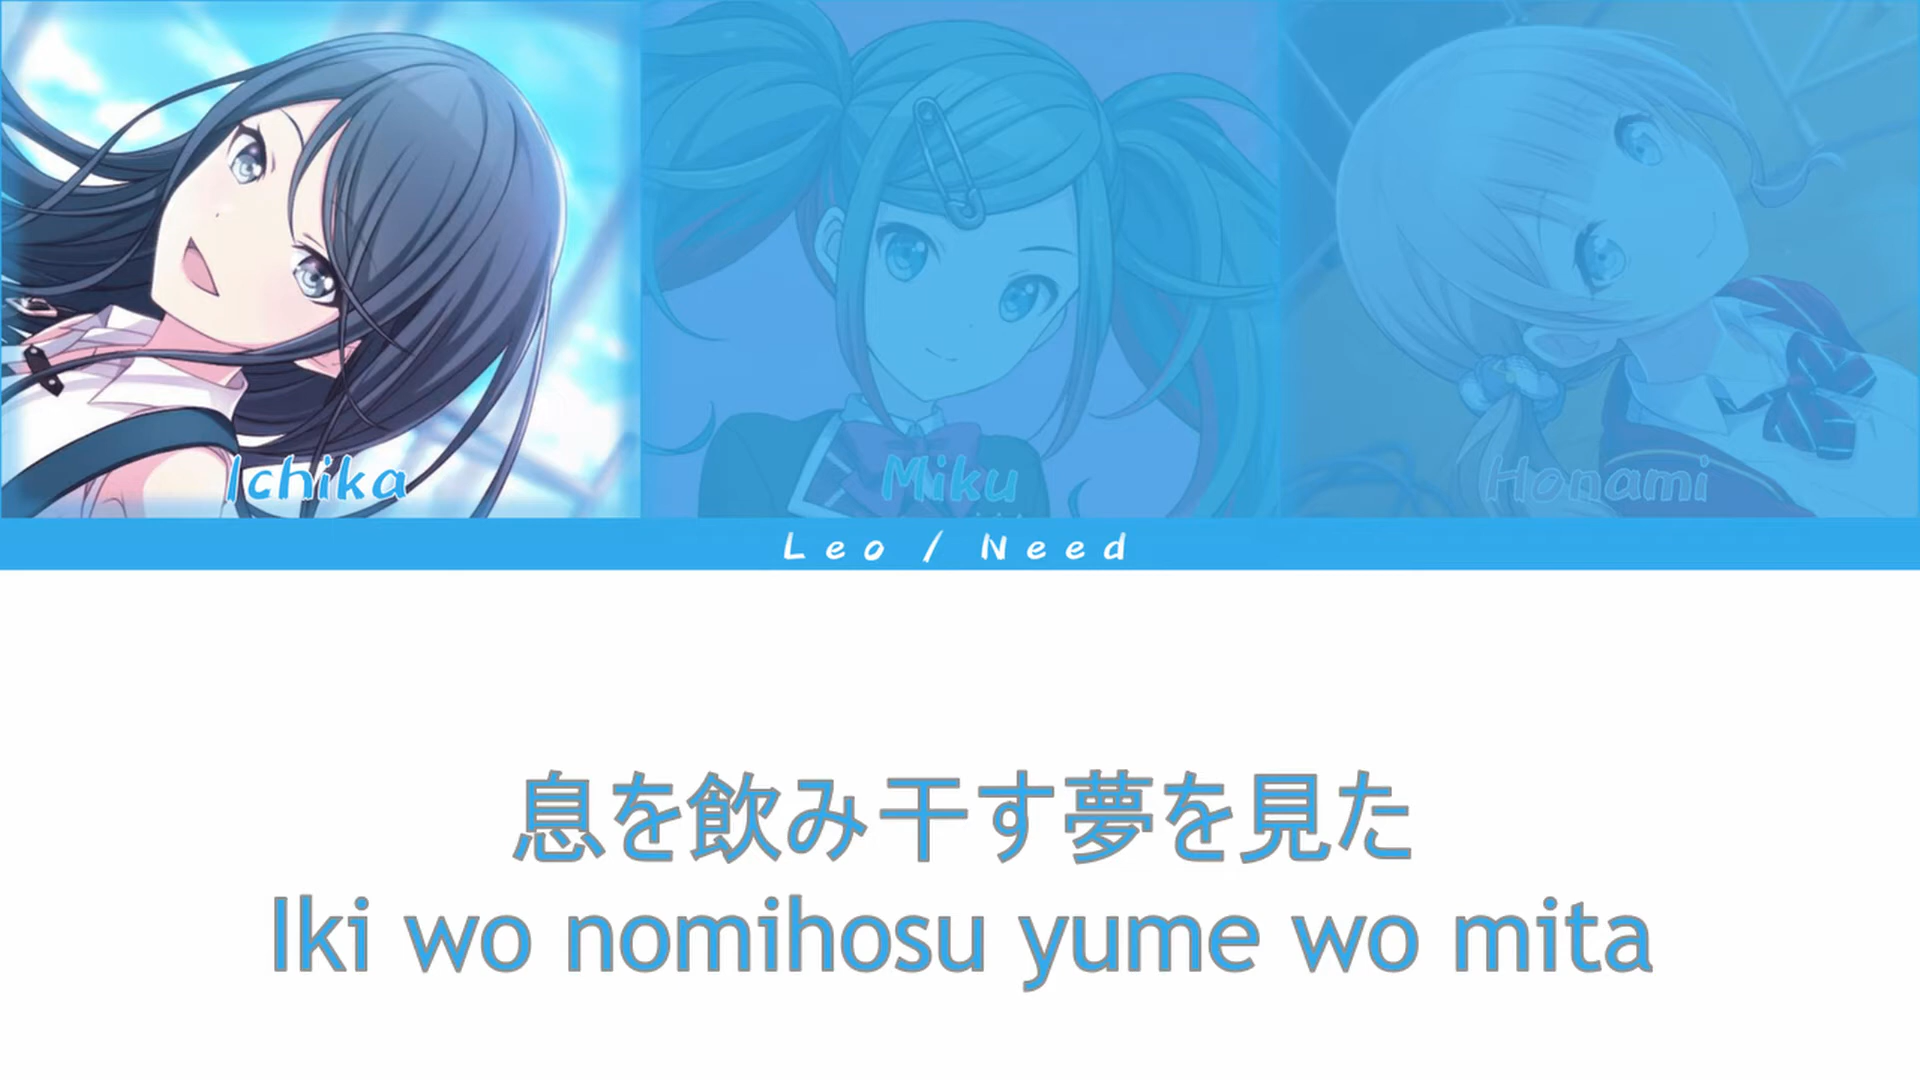 Ichika
Miku
Honami
Leo / Need
息を飲み干す夢を見た
Iki wo nomihosu yume wo mita